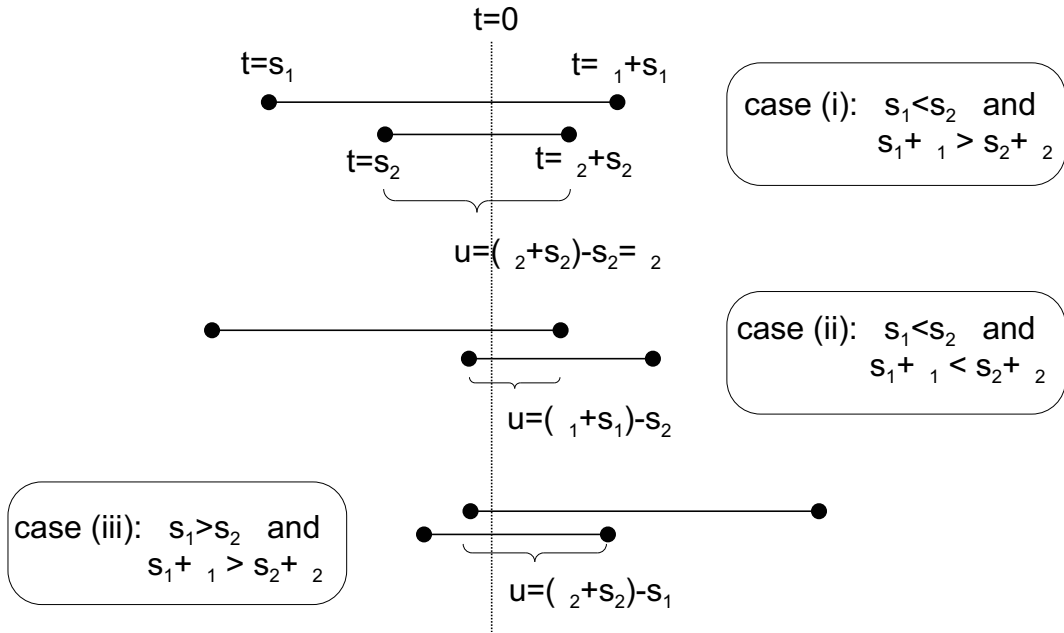 t=0
t=s₁
t= ₁+s₁
case (i): s₁<s₂ and
s₁+ ₁ > s₂+ ₂
t=s₂
t= ₂+s₂
u=( ₂+s₂)-s₂= ₂
case (ii): s₁<s₂ and
s₁+ ₁ < s₂+ ₂
u=( ₁+s₁)-s₂
case (iii): s₁>s₂ and
s₁+ ₁ > s₂+ ₂
u=( ₂+s₂)-s₁